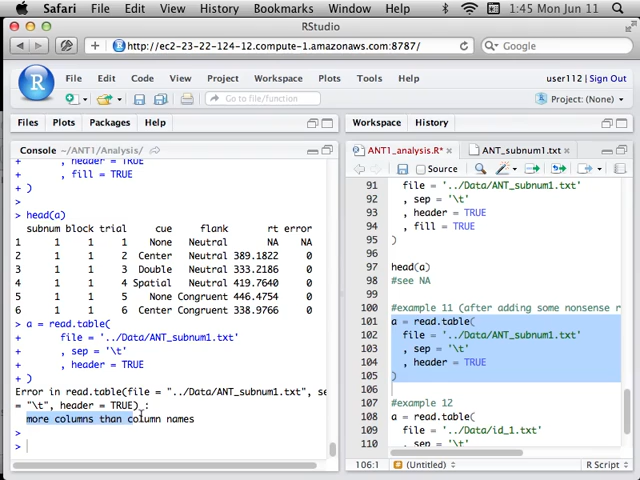 Safari File Edit View History Bookmarks Window Help 1:45 Mon Jun 11
RStudio
http://ec2-23-22-124-12.compute-1.amazonaws.com:8787/ Google
R File Edit Code View Project Workspace Plots Tools Help user112 | Sign Out
Go to file/function Project: (None)
Files Plots Packages Help
Console ~/ANT1/Analysis/
+ , header = TRUE
+ , fill = TRUE
+ )
>
> head(a)
subnum block trial cue flank rt error
1 1 1 1 None Neutral NA NA
2 1 1 2 Center Neutral 389.1822 0
3 1 1 3 Double Neutral 333.2186 0
4 1 1 4 Spatial Neutral 419.7640 0
5 1 1 5 None Congruent 446.4754 0
6 1 1 6 Center Congruent 338.9766 0
> a = read.table(
+ file = '../Data/ANT_subnum1.txt'
+ , sep = '\t'
+ , header = TRUE
+ )
Error in read.table(file = "../Data/ANT_subnum1.txt", se
= "\t", header = TRUE) :
more columns than column names
>
>
Workspace History
ANT1_analysis.R* ANT_subnum1.txt
Source
91 file = '../Data/ANT_subnum1.txt
92 , sep = '\t'
93 , header = TRUE
94 , fill = TRUE
95 )
96
97 head(a)
98 #see NA
99
100 #example 11 (after adding some nonsense r
101 a = read.table(
102 file = '../Data/ANT_subnum1.txt'
103 , sep = '\t'
104 , header = TRUE
105 )
106
107 #example 12
108 a = read.table(
109 file = '../Data/id_1.txt'
110 , sep = '\t'
106:1 (Untitled) R Script